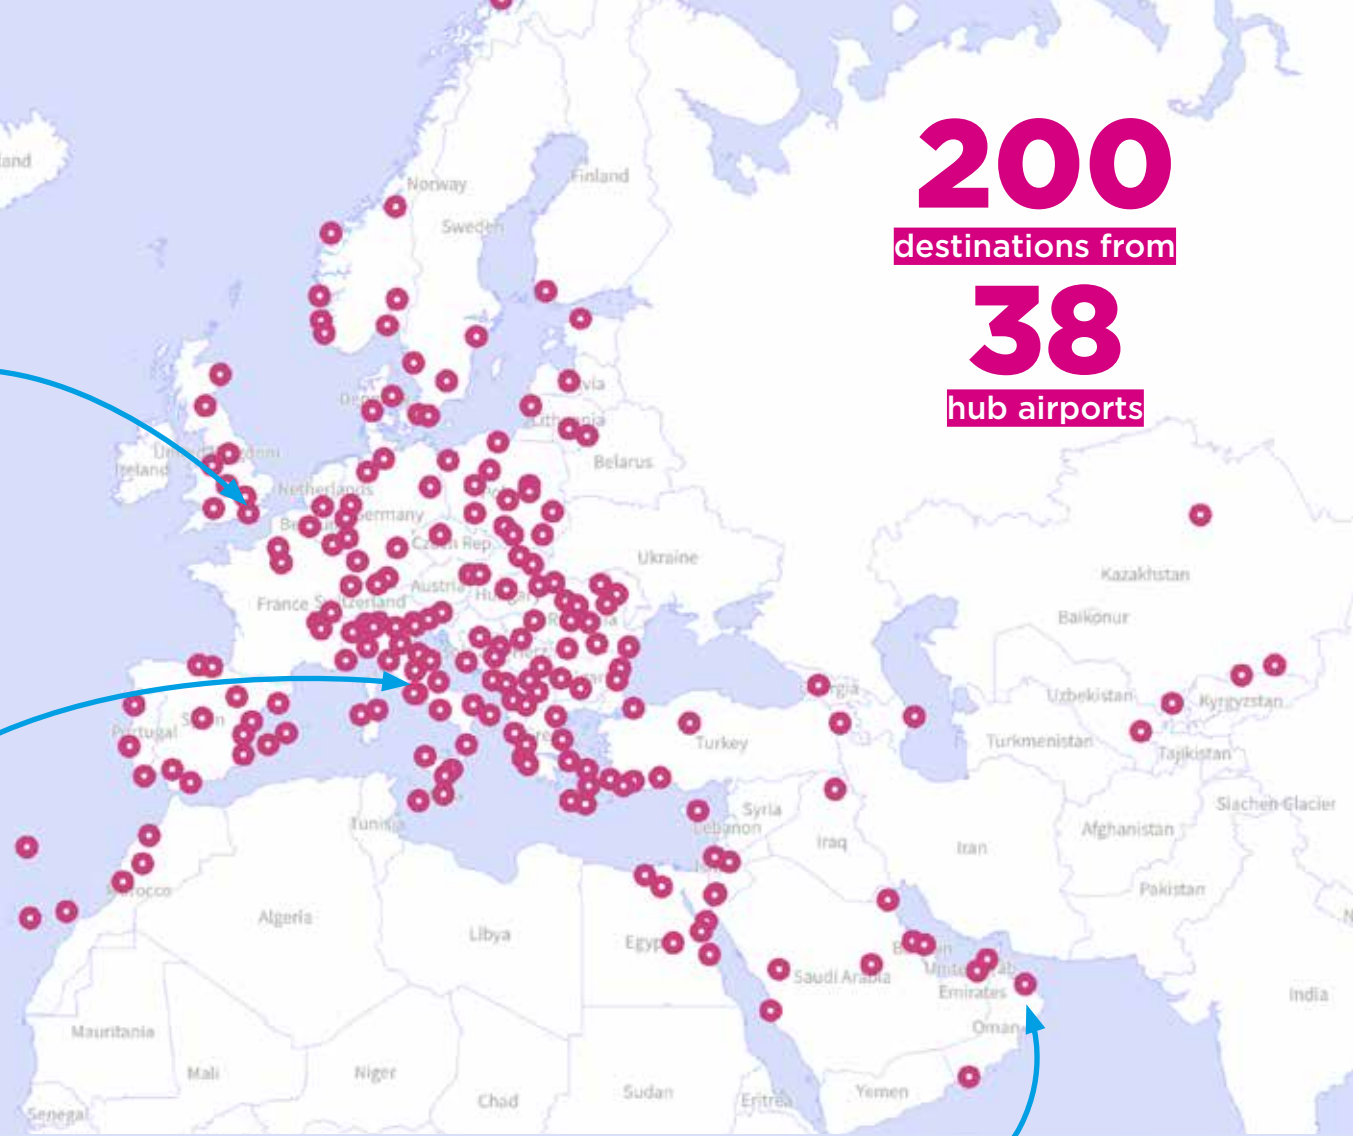 200
destinations from
38
hub airports
land
Norway
Finland
Sweden
Ireland
Netherlands
Germany
Belarus
Ukraine
Austria
France
Portugal
Turkey
Syria
Lebanon
Iraq
Iran
Kazakhstan
Baikonur
Uzbekistan
Kyrgyzstan
Turkmenistan
Tajikistan
Siachen Glacier
Afghanistan
Pakistan
Tunisia
Algeria
Libya
Egypt
Saudi Arabia
Emirates
Oman
India
Yemen
Mauritania
Mali
Niger
Chad
Sudan
Eritrea
Senegal